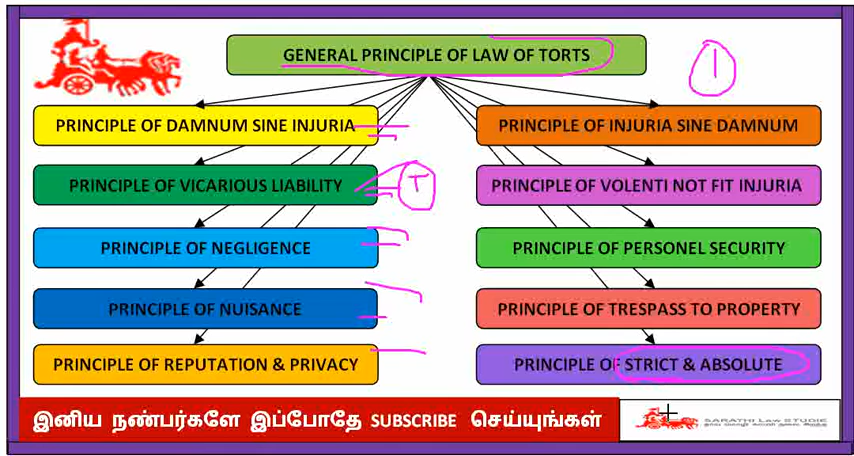 GENERAL PRINCIPLE OF LAW OF TORTS
1
PRINCIPLE OF DAMNUM SINE INJURIA
PRINCIPLE OF INJURIA SINE DAMNUM
PRINCIPLE OF VICARIOUS LIABILITY
T
PRINCIPLE OF VOLENTI NOT FIT INJURIA
PRINCIPLE OF NEGLIGENCE
PRINCIPLE OF PERSONEL SECURITY
PRINCIPLE OF NUISANCE
PRINCIPLE OF TRESPASS TO PROPERTY
PRINCIPLE OF REPUTATION & PRIVACY
PRINCIPLE OF STRICT & ABSOLUTE
இனிய நண்பர்களே இப்போதே SUBSCRIBE செய்யுங்கள்
SARATHI LAW STUDIE